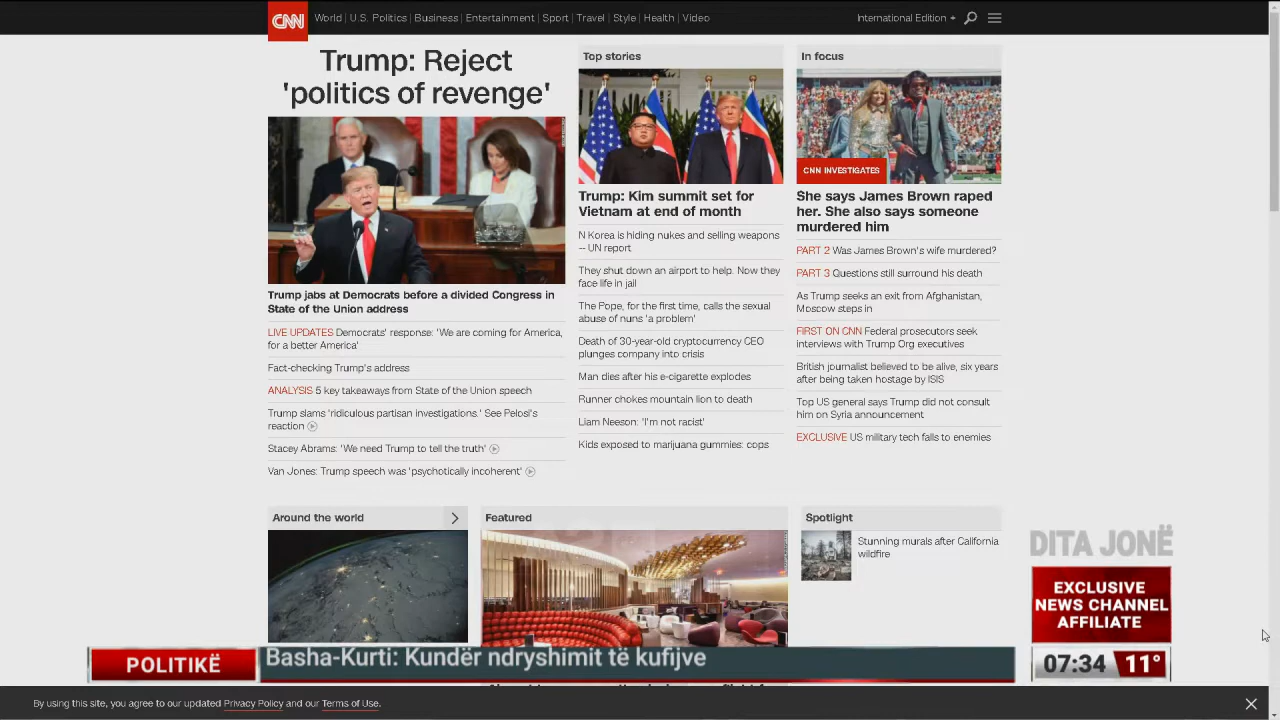 CNN
World | U.S. Politics | Business | Entertainment | Sport | Travel | Style | Health | Video
International Edition +
Trump: Reject
'politics of revenge'
Trump jabs at Democrats before a divided Congress in
State of the Union address
LIVE UPDATES Democrats' response: 'We are coming for America,
for a better America'
Fact-checking Trump's address
ANALYSIS 5 key takeaways from State of the Union speech
Trump slams 'ridiculous partisan investigations.' See Pelosi's
reaction
Stacey Abrams: 'We need Trump to tell the truth'
Van Jones: Trump speech was 'psychotically incoherent'
Top stories
Trump: Kim summit set for
Vietnam at end of month
N Korea is hiding nukes and selling weapons
-- UN report
They shut down an airport to help. Now they
face life in jail
The Pope, for the first time, calls the sexual
abuse of nuns 'a problem'
Death of 30-year-old cryptocurrency CEO
plunges company into crisis
Man dies after his e-cigarette explodes
Runner chokes mountain lion to death
Liam Neeson: 'I'm not racist'
Kids exposed to marijuana gummies: cops
In focus
CNN INVESTIGATES
She says James Brown raped
her. She also says someone
murdered him
PART 2 Was James Brown's wife murdered?
PART 3 Questions still surround his death
As Trump seeks an exit from Afghanistan,
Moscow steps in
FIRST ON CNN Federal prosecutors seek
interviews with Trump Org executives
British journalist believed to be alive, six years
after being taken hostage by ISIS
Top US general says Trump did not consult
him on Syria announcement
EXCLUSIVE US military tech falls to enemies
Around the world
Featured
Spotlight
Stunning murals after California
wildfire
DITA JONË
EXCLUSIVE
NEWS CHANNEL
AFFILIATE
07:34 11°
POLITIKË
Basha-Kurti: Kundër ndryshimit të kufijve
By using this site, you agree to our updated Privacy Policy and our Terms of Use.